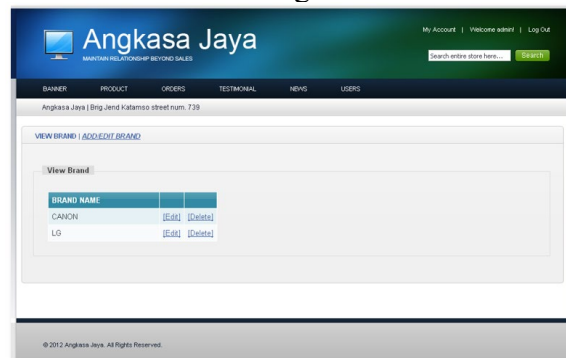 Angkasa Jaya
MAINTAIN RELATIONSHIP BEYOND SALES
My Account | Welcome admin! | Log Out
Search entire store here... Search
BANNER PRODUCT ORDERS TESTIMONIAL NEWS USERS
Angkasa Jaya | Brig Jend Katamso street num. 739
VIEW BRAND | ADD/EDIT BRAND
View Brand
BRAND NAME
CANON [Edit] [Delete]
LG [Edit] [Delete]
© 2012 Angkasa Jaya. All Rights Reserved.